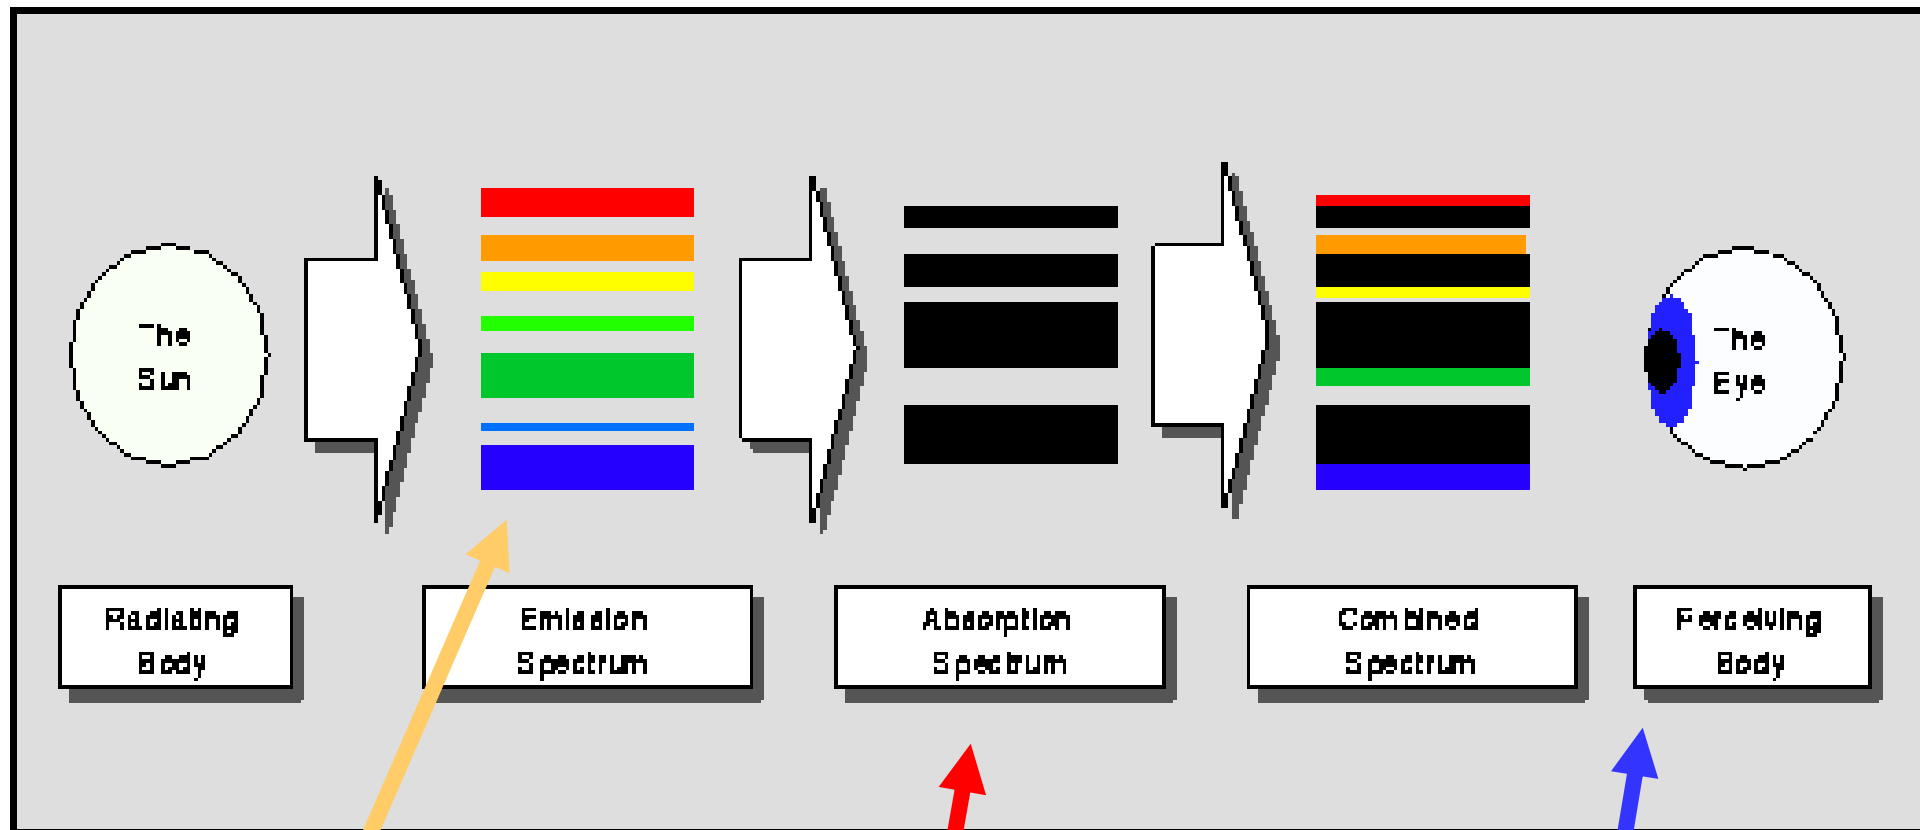 The
Sun
The
Eye
Radiating
Body
Emission
Spectrum
Absorption
Spectrum
Combined
Spectrum
Perceiving
Body